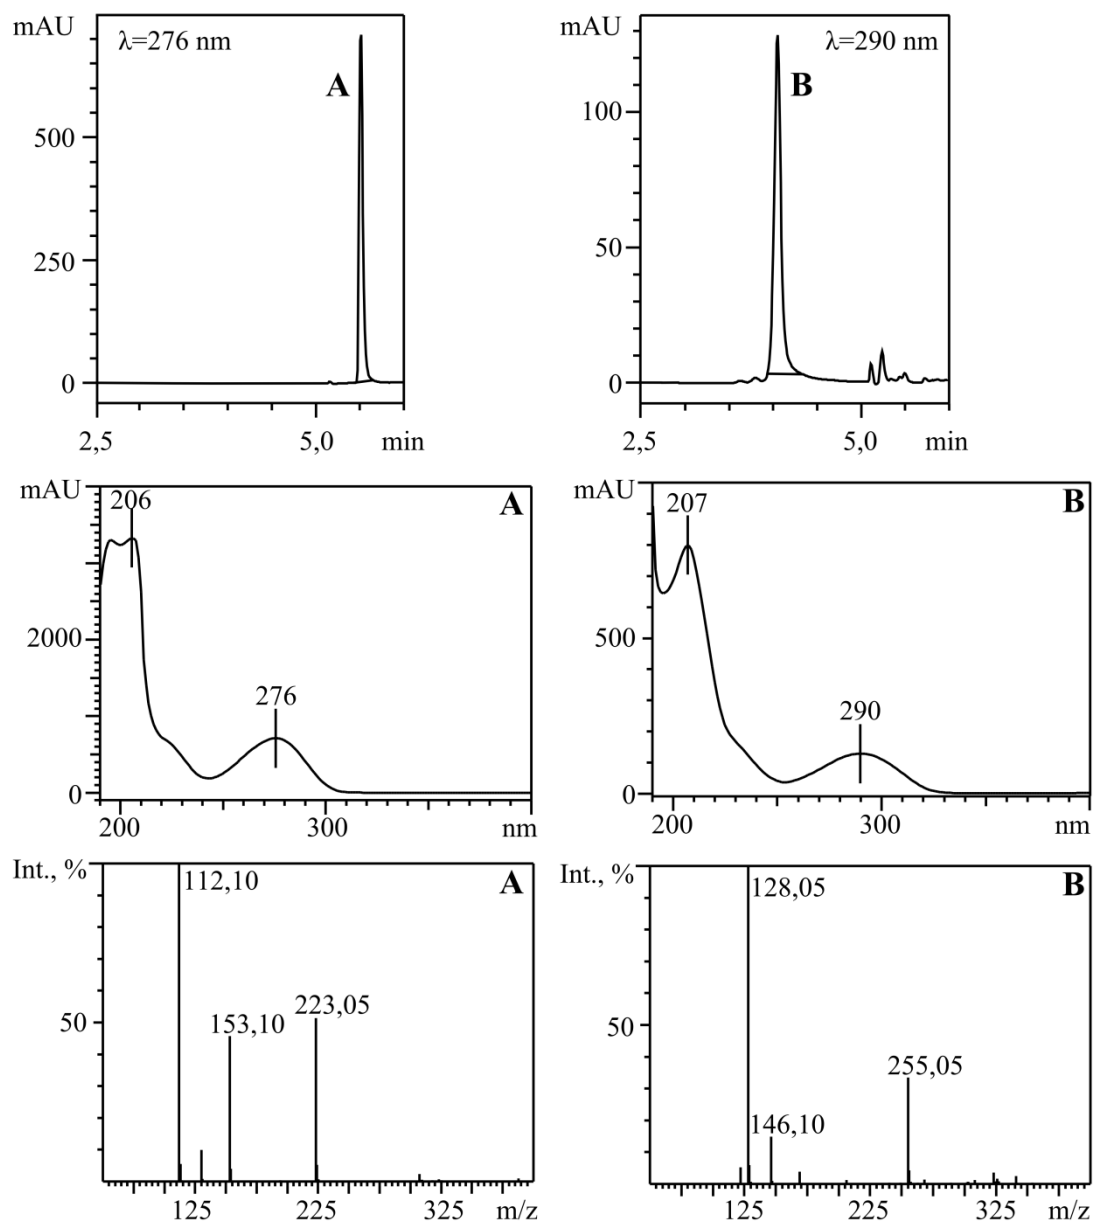 mAU
λ=276 nm
A
500
250
0
2,5
5,0
min
mAU
λ=290 nm
B
100
50
0
2,5
5,0
min
mAU
206
A
2000
276
0
200
300
nm
mAU
207
B
500
290
0
200
300
nm
Int., %
112,10
A
50
153,10
223,05
125
225
325
m/z
Int., %
128,05
B
50
255,05
146,10
125
225
325
m/z